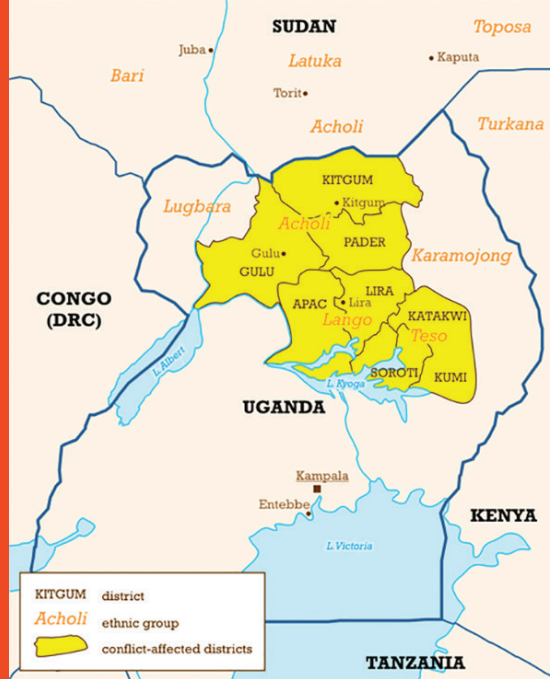 SUDAN
Toposa
Juba
Latuka
Kaputa
Bari
Torit
Acholi
Turkana
KITGUM
Kitgum
Lugbara
Acholi
PADER
Gulu
Karamojong
GULU
CONGO
(DRC)
APAC
LIRA
Lira
KATAKWI
Lango
Teso
L. Albert
SOROTI
KUMI
L. Kyoga
UGANDA
Kampala
Entebbe
KENYA
L. Victoria
KITGUM district
Acholi ethnic group
conflict-affected districts
TANZANIA